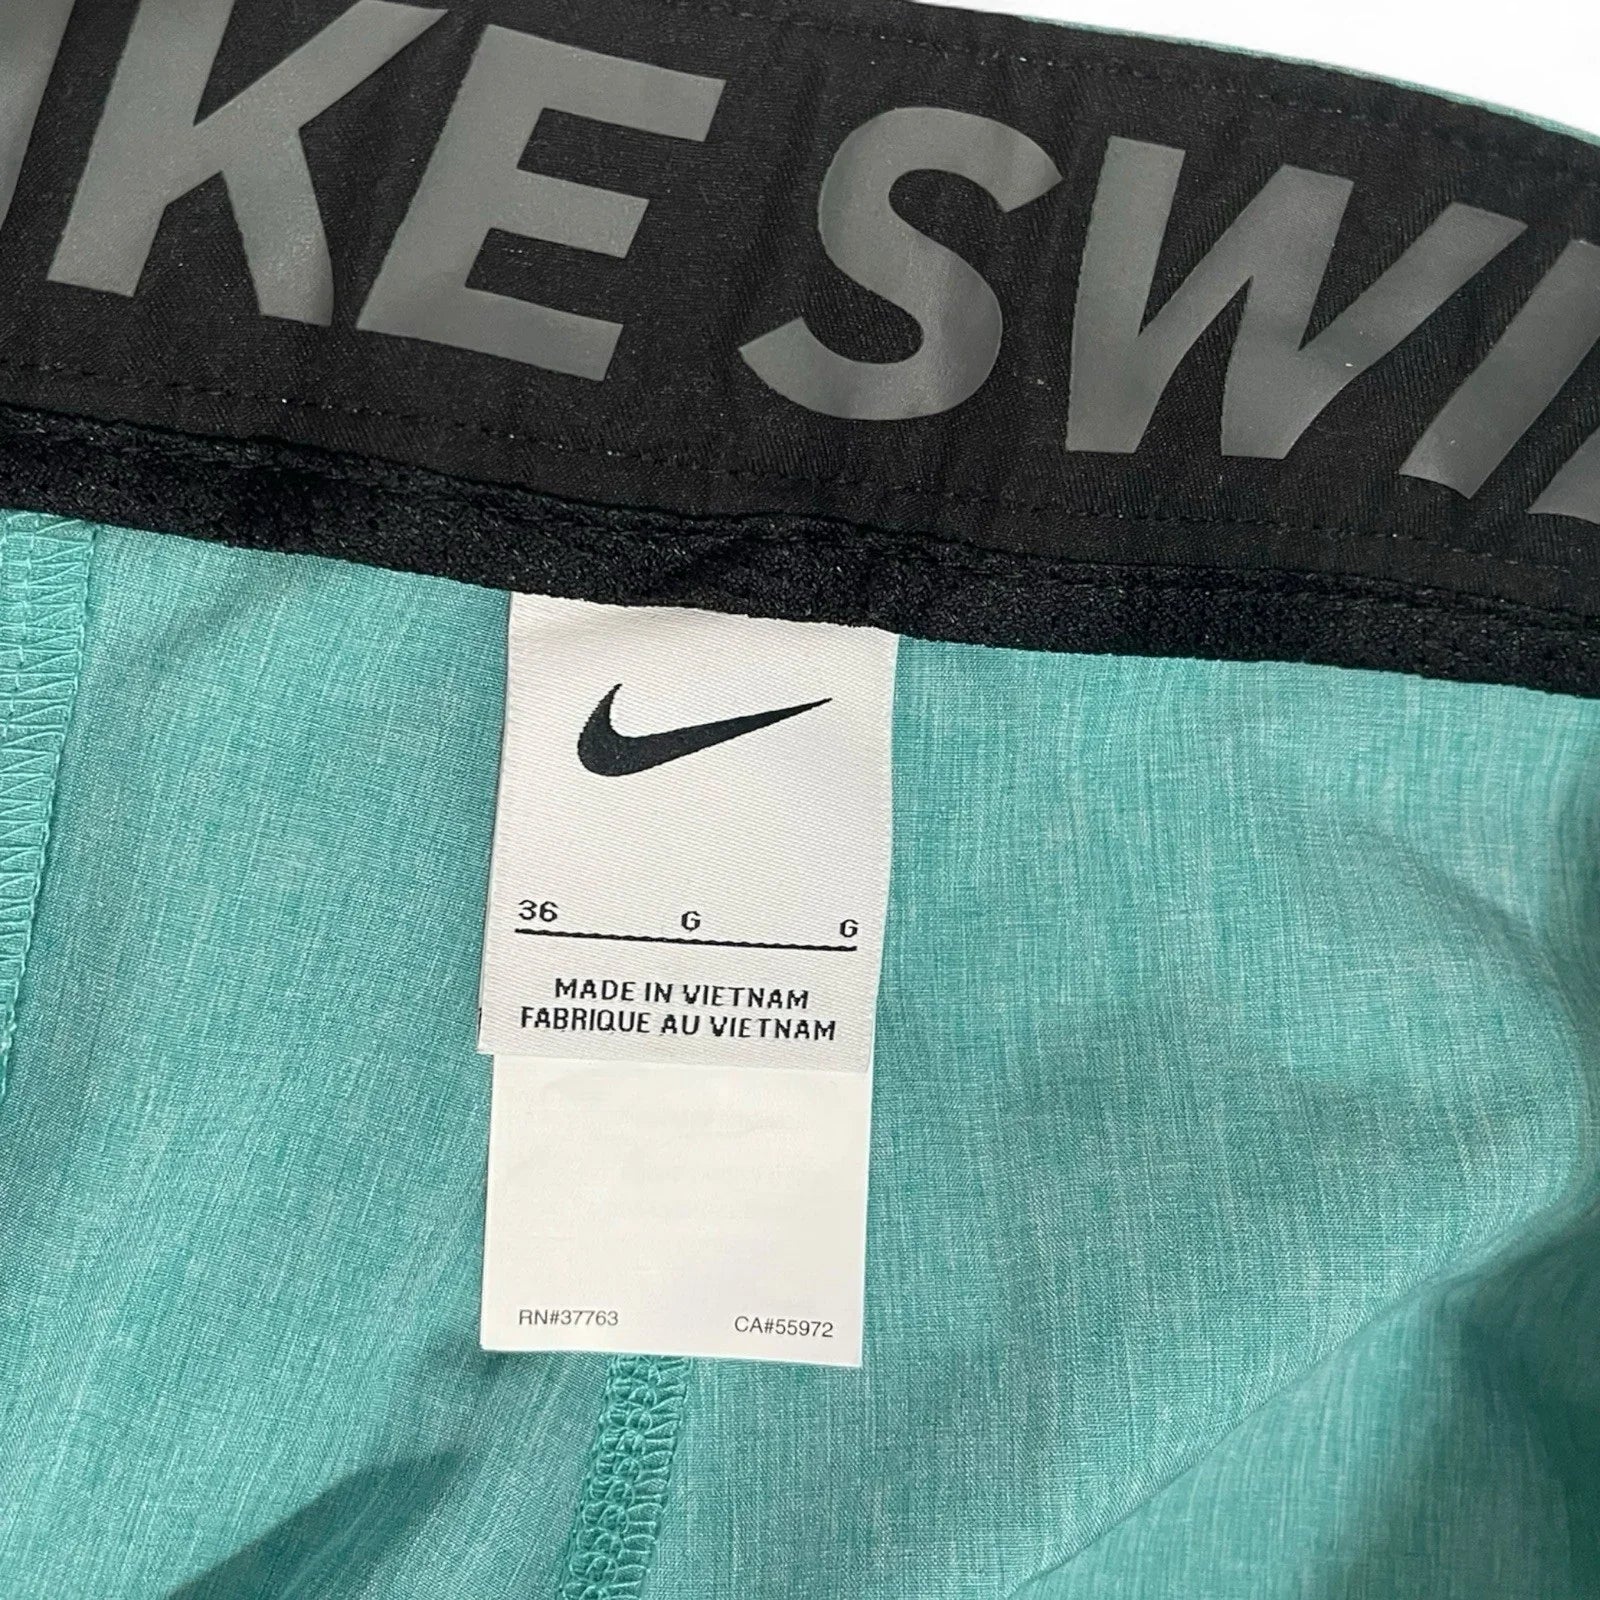 IKE SWI
36 G G
MADE IN VIETNAM
FABRIQUE AU VIETNAM
RN#37763 CA#55972